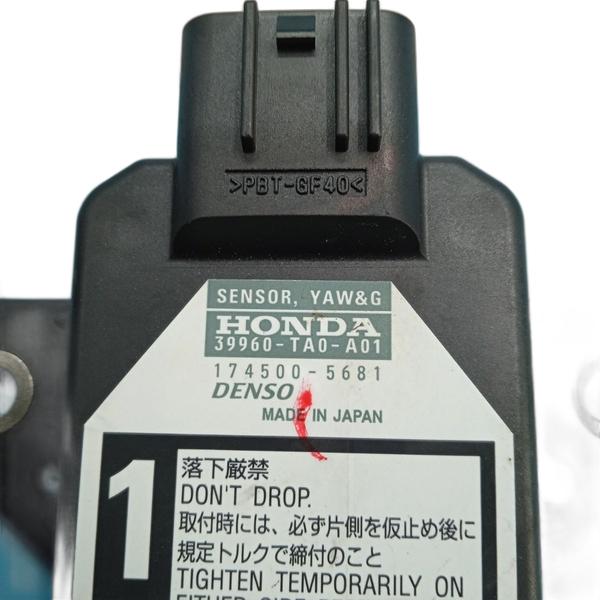 >PBT-GF40<
SENSOR, YAW&G
HONDA
39960-TA0-A01
174500-5681
DENSO
MADE IN JAPAN
1
落下厳禁
DON'T DROP.
取付時には、必ず片側を仮止め後に
規定トルクで締付のこと
TIGHTEN TEMPORARILY ON
EITHER SIDE